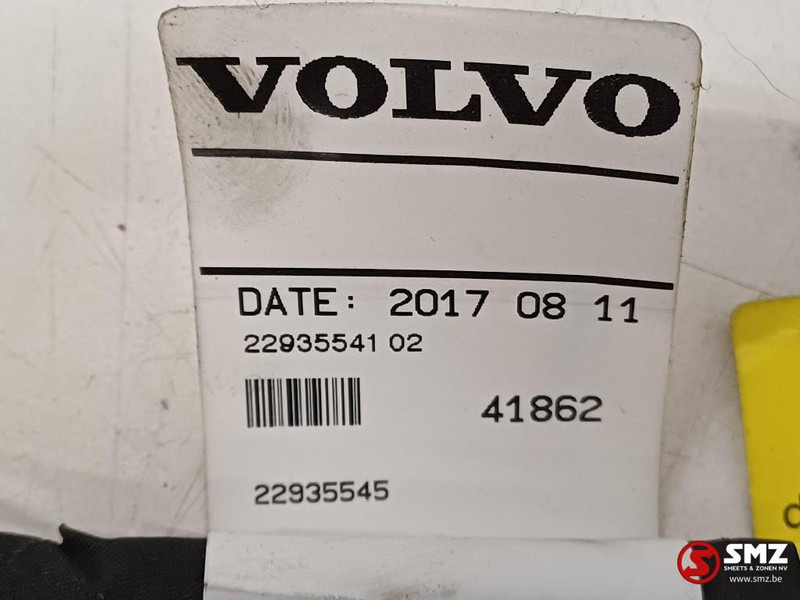 VOLVO
DATE: 2017 08 11
22935541 02
41862
22935545
d
SMZ
SMEETS & ZONEN NV
www.smz.be